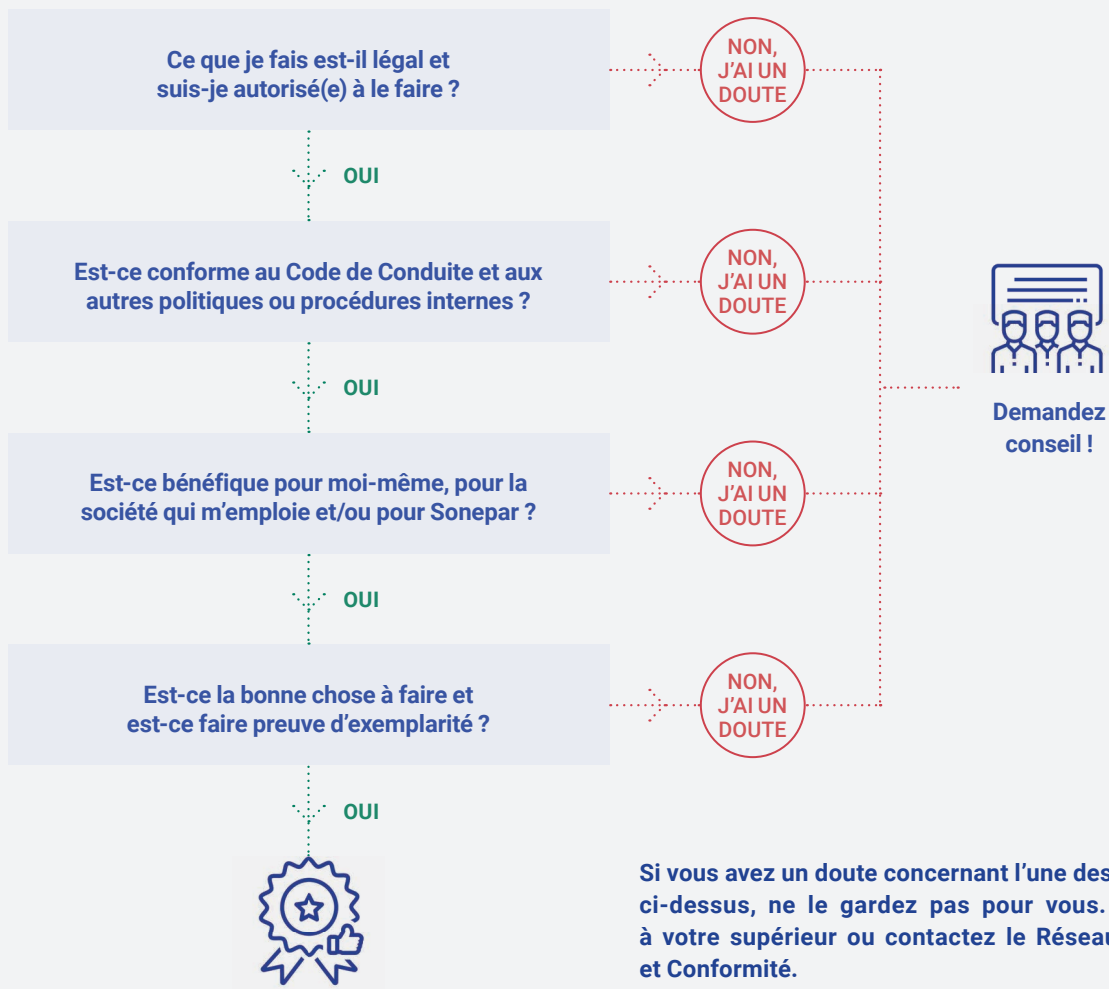 Ce que je fais est-il légal et
suis-je autorisé(e) à le faire ?
NON,
J'AI UN
DOUTE
OUI
Est-ce conforme au Code de Conduite et aux
autres politiques ou procédures internes ?
NON,
J'AI UN
DOUTE
OUI
Demandez
conseil !
Est-ce bénéfique pour moi-même, pour la
société qui m'emploie et/ou pour Sonepar ?
NON,
J'AI UN
DOUTE
OUI
Est-ce la bonne chose à faire et
est-ce faire preuve d'exemplarité ?
NON,
J'AI UN
DOUTE
OUI
Si vous avez un doute concernant l'une des
ci-dessus, ne le gardez pas pour vous.
à votre supérieur ou contactez le Réseau
et Conformité.